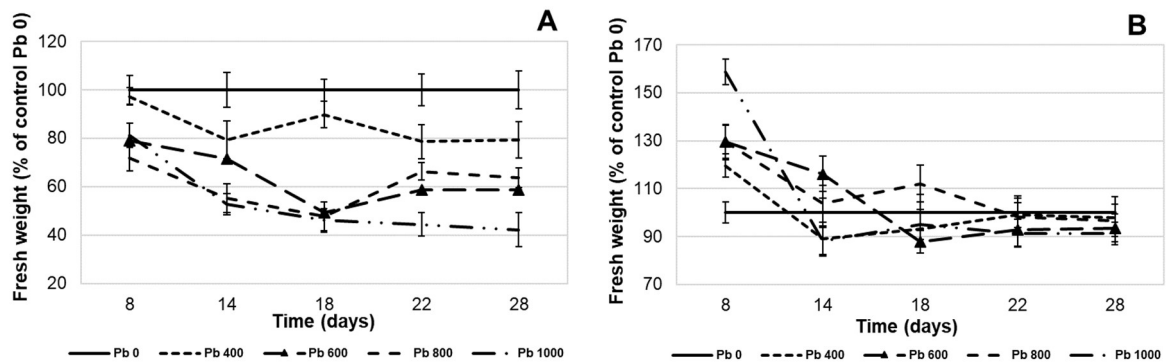 A
Fresh weight (% of control Pb 0)
120
100
80
60
40
20
8 14 18 22 28
Time (days)
Pb 0 Pb 400 Pb 600 Pb 800 Pb 1000
B
Fresh weight (% of control Pb 0)
170
150
130
110
90
70
8 14 18 22 28
Time (days)
Pb 0 Pb 400 Pb 600 Pb 800 Pb 1000